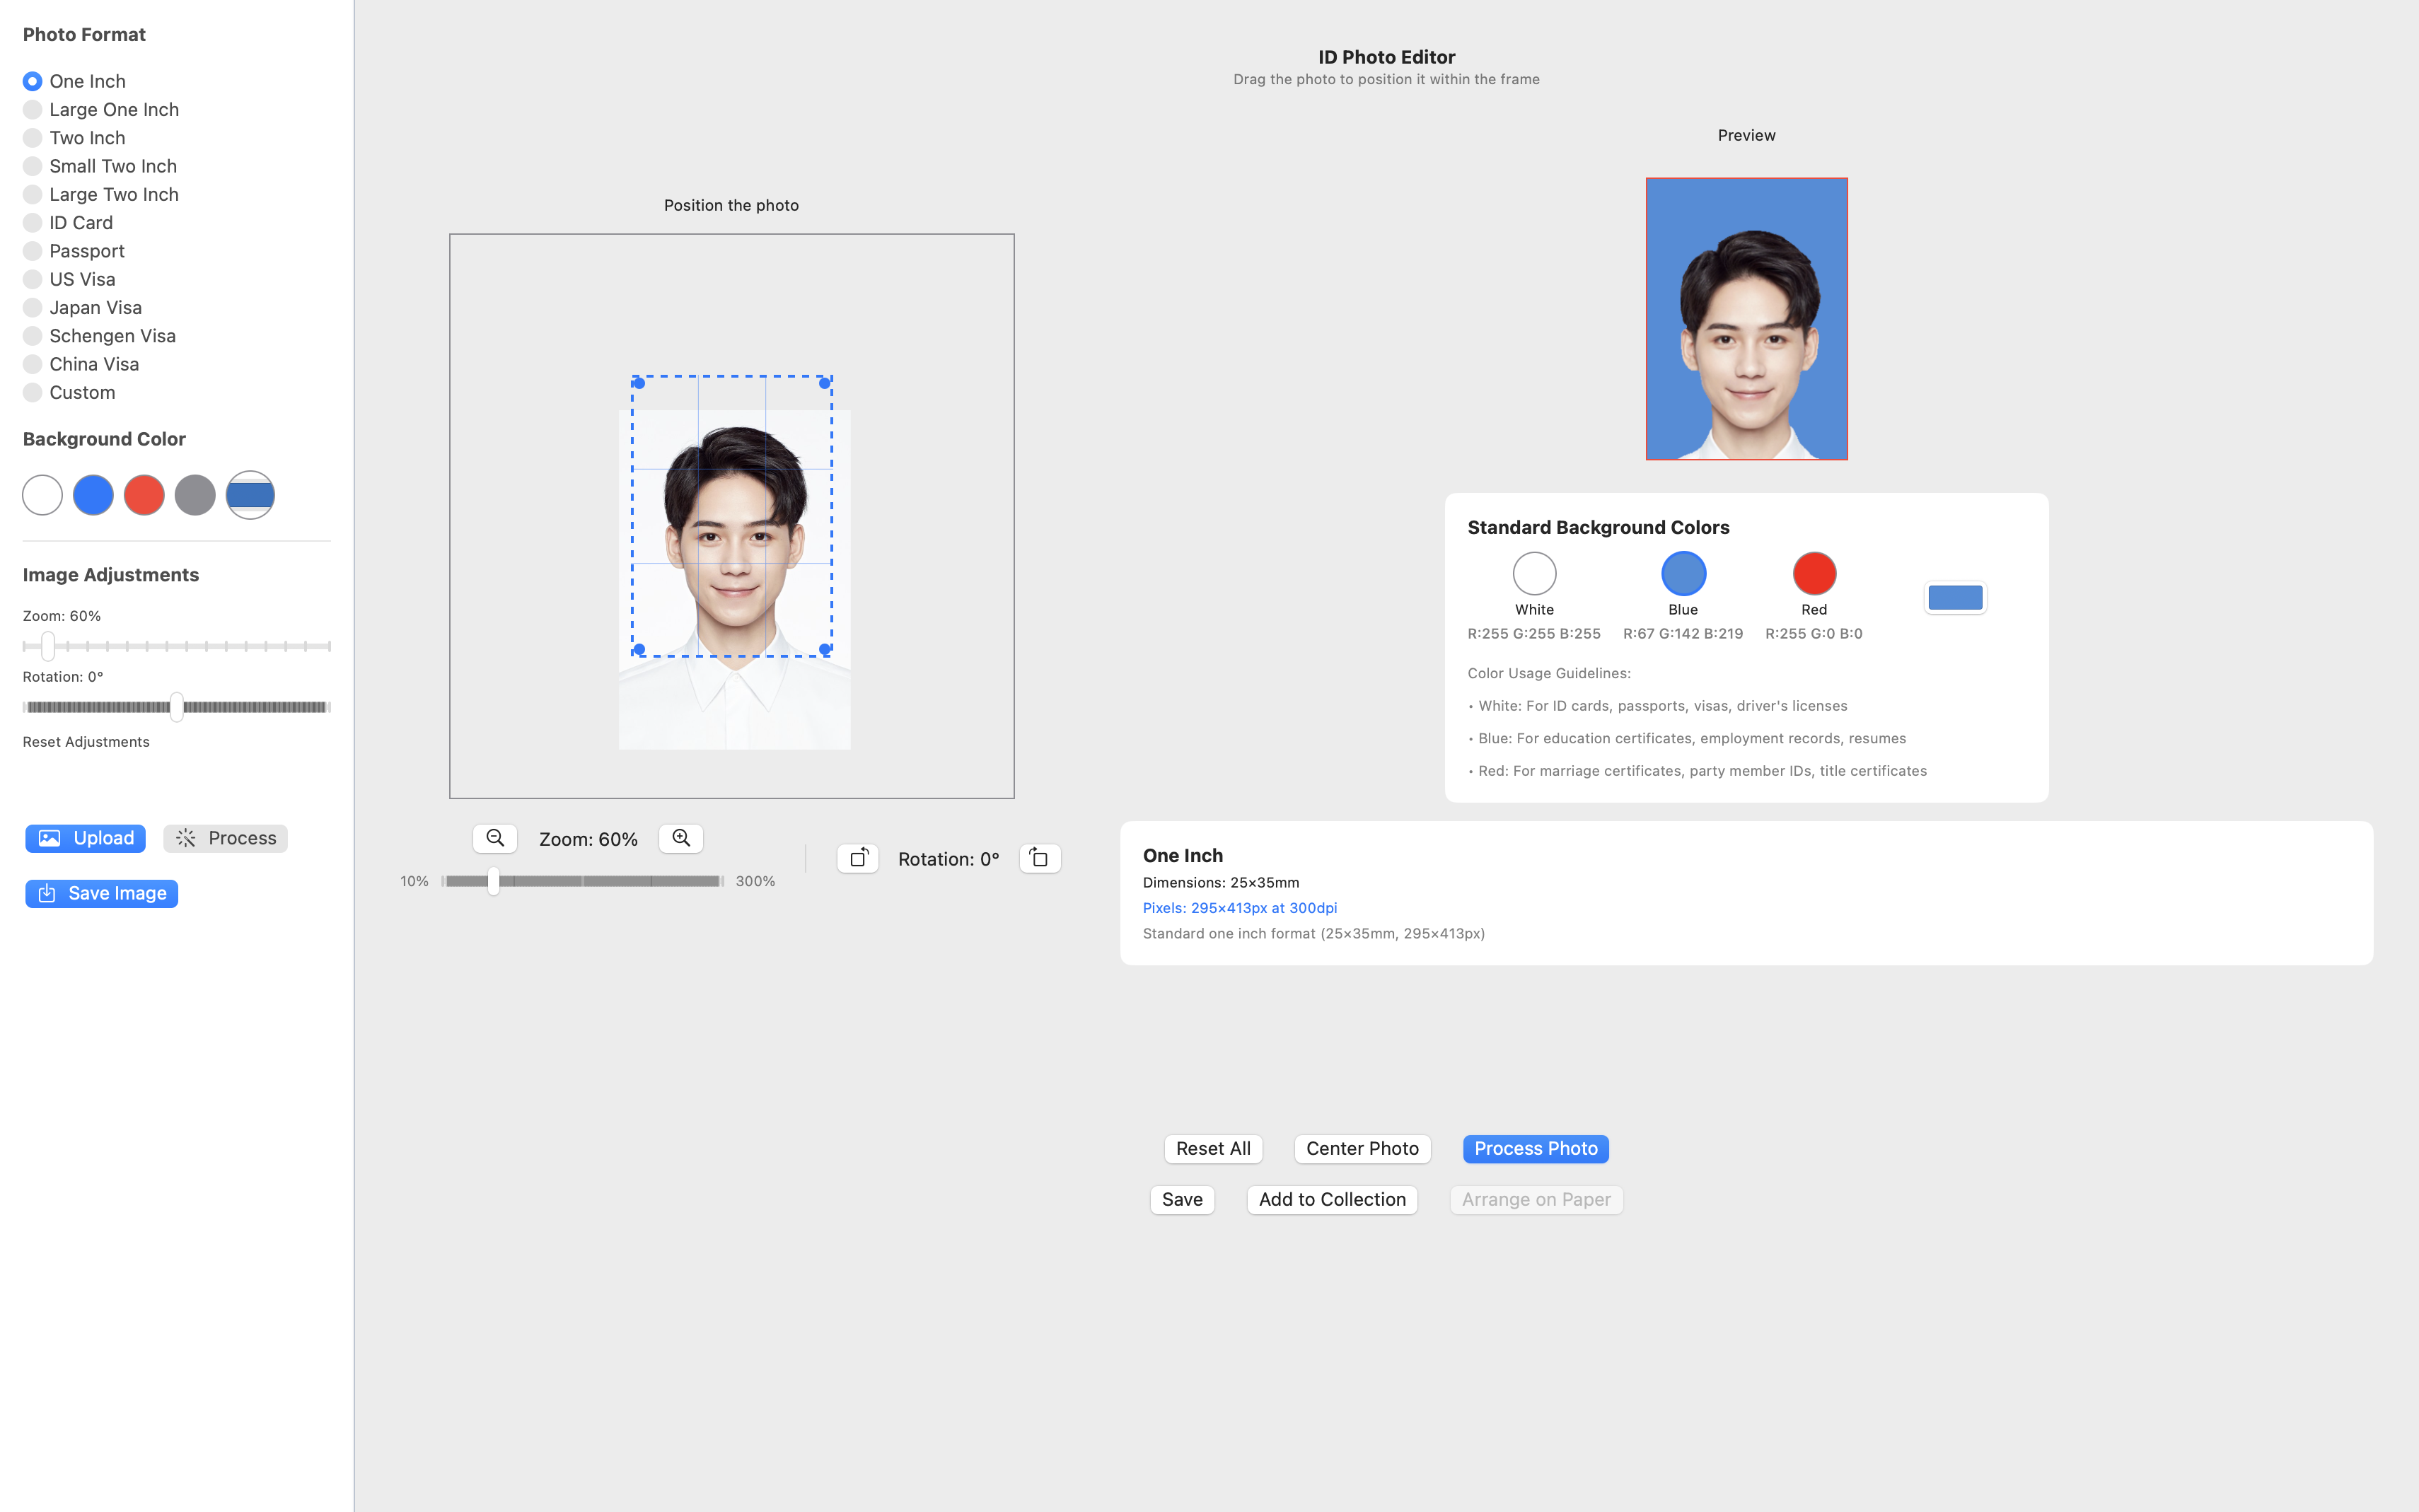 Photo Format
One Inch
Large One Inch
Two Inch
Small Two Inch
Large Two Inch
ID Card
Passport
US Visa
Japan Visa
Schengen Visa
China Visa
Custom
Background Color
Image Adjustments
Zoom: 60%
Rotation: 0°
Reset Adjustments
Upload
Process
Save Image
ID Photo Editor
Drag the photo to position it within the frame
Position the photo
Zoom: 60%
10%
300%
Rotation: 0°
Preview
Standard Background Colors
White
Blue
Red
R:255 G:255 B:255
R:67 G:142 B:219
R:255 G:0 B:0
Color Usage Guidelines:
• White: For ID cards, passports, visas, driver's licenses
• Blue: For education certificates, employment records, resumes
• Red: For marriage certificates, party member IDs, title certificates
One Inch
Dimensions: 25×35mm
Pixels: 295×413px at 300dpi
Standard one inch format (25×35mm, 295×413px)
Reset All
Center Photo
Process Photo
Save
Add to Collection
Arrange on Paper